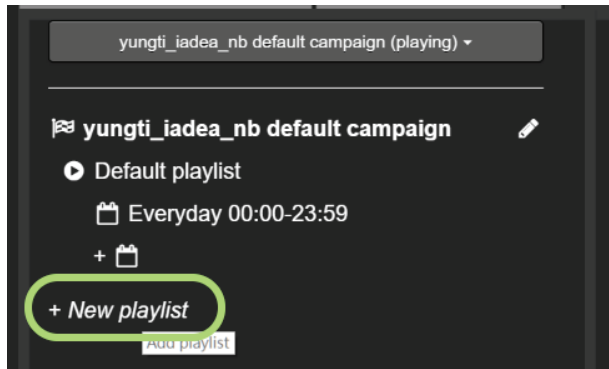 yungti_iadea_nb default campaign (playing)
yungti_iadea_nb default campaign
Default playlist
Everyday 00:00-23:59
+
+ New playlist
Add playlist